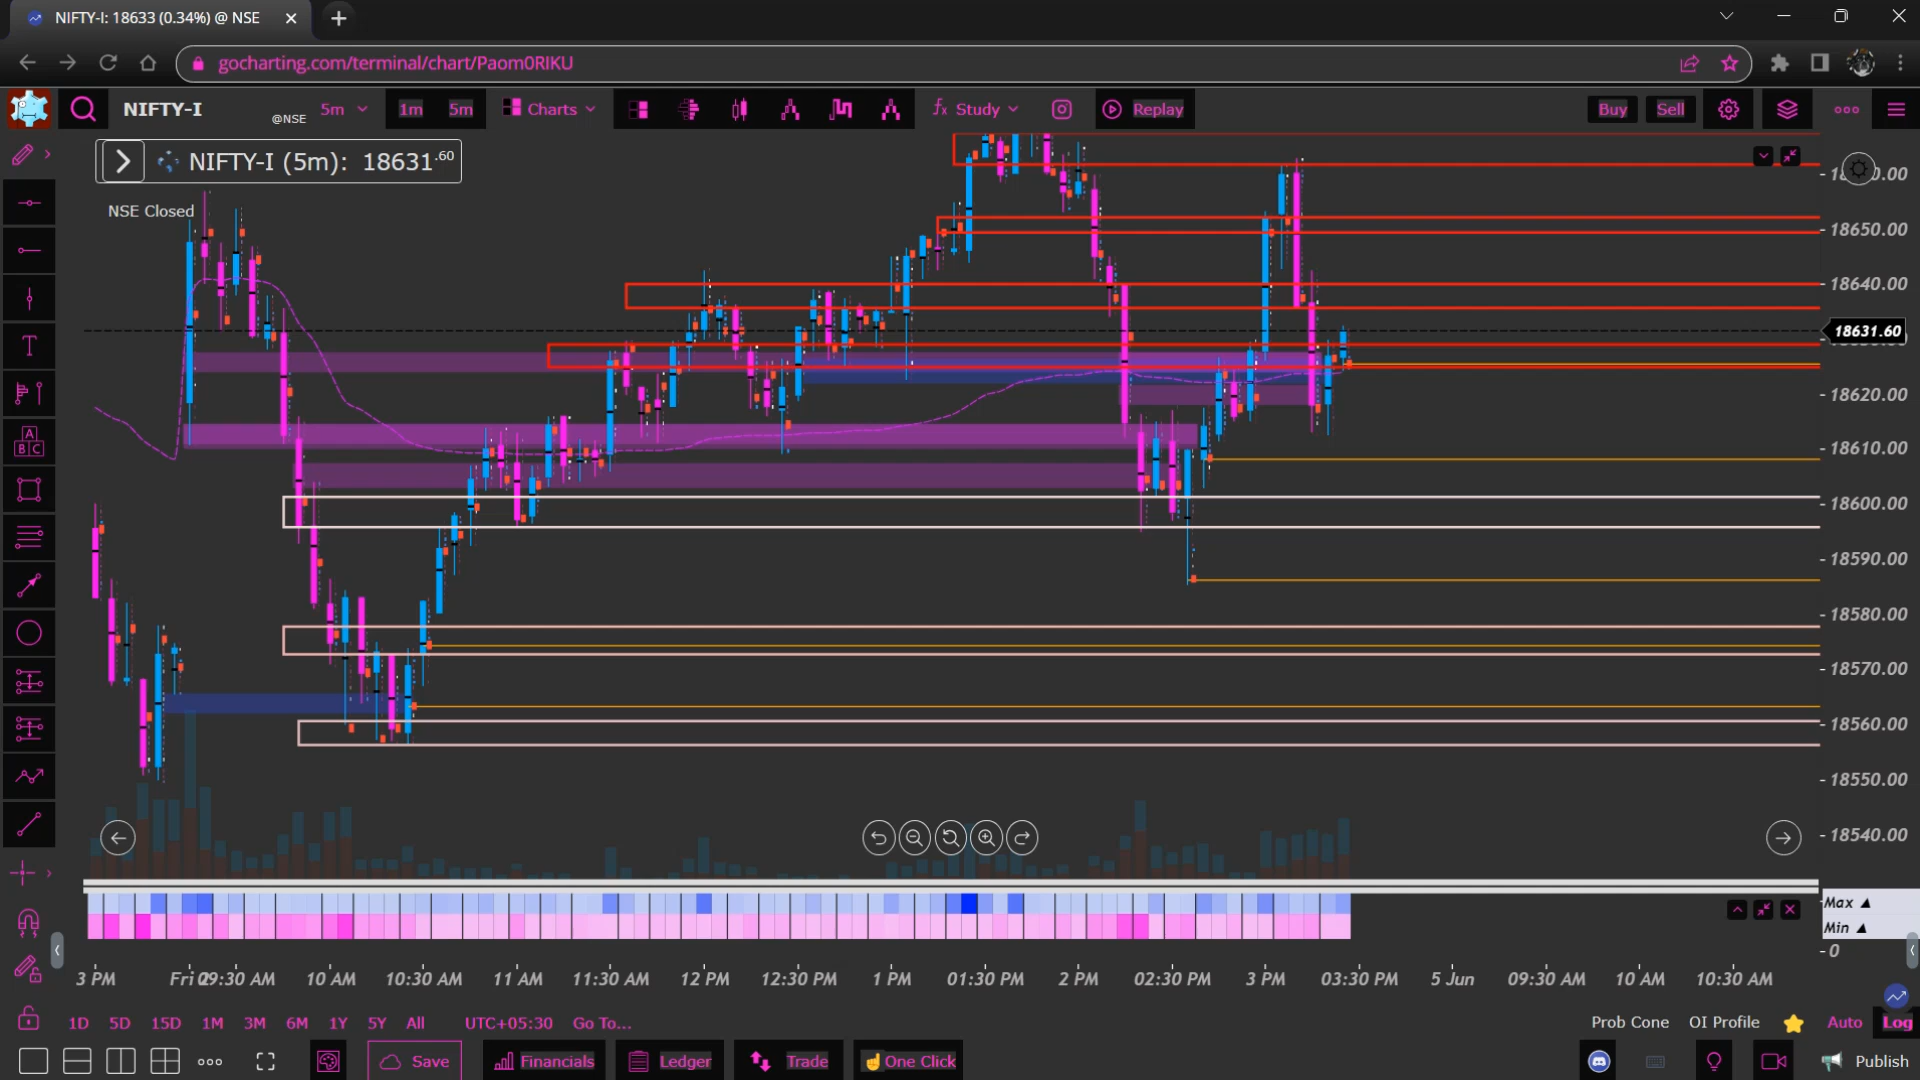 NIFTY-I: 18633 (0.34%) @ NSE
gocharting.com/terminal/chart/Paom0RIKU
NIFTY-I @NSE 5m 1m 5m Charts Study Replay Buy Sell
NIFTY-I (5m): 18631.60
NSE Closed
18650.00
18640.00
18631.60
18620.00
18610.00
18600.00
18590.00
18580.00
18570.00
18560.00
18550.00
18540.00
Max ▲
Min ▲
0
3 PM Fri 09:30 AM 10 AM 10:30 AM 11 AM 11:30 AM 12 PM 12:30 PM 1 PM 01:30 PM 2 PM 02:30 PM 3 PM 03:30 PM 5 Jun 09:30 AM 10 AM 10:30 AM
1D 5D 15D 1M 3M 6M 1Y 5Y All UTC+05:30 Go To... Prob Cone OI Profile Auto Log
Save Financials Ledger Trade One Click Publish